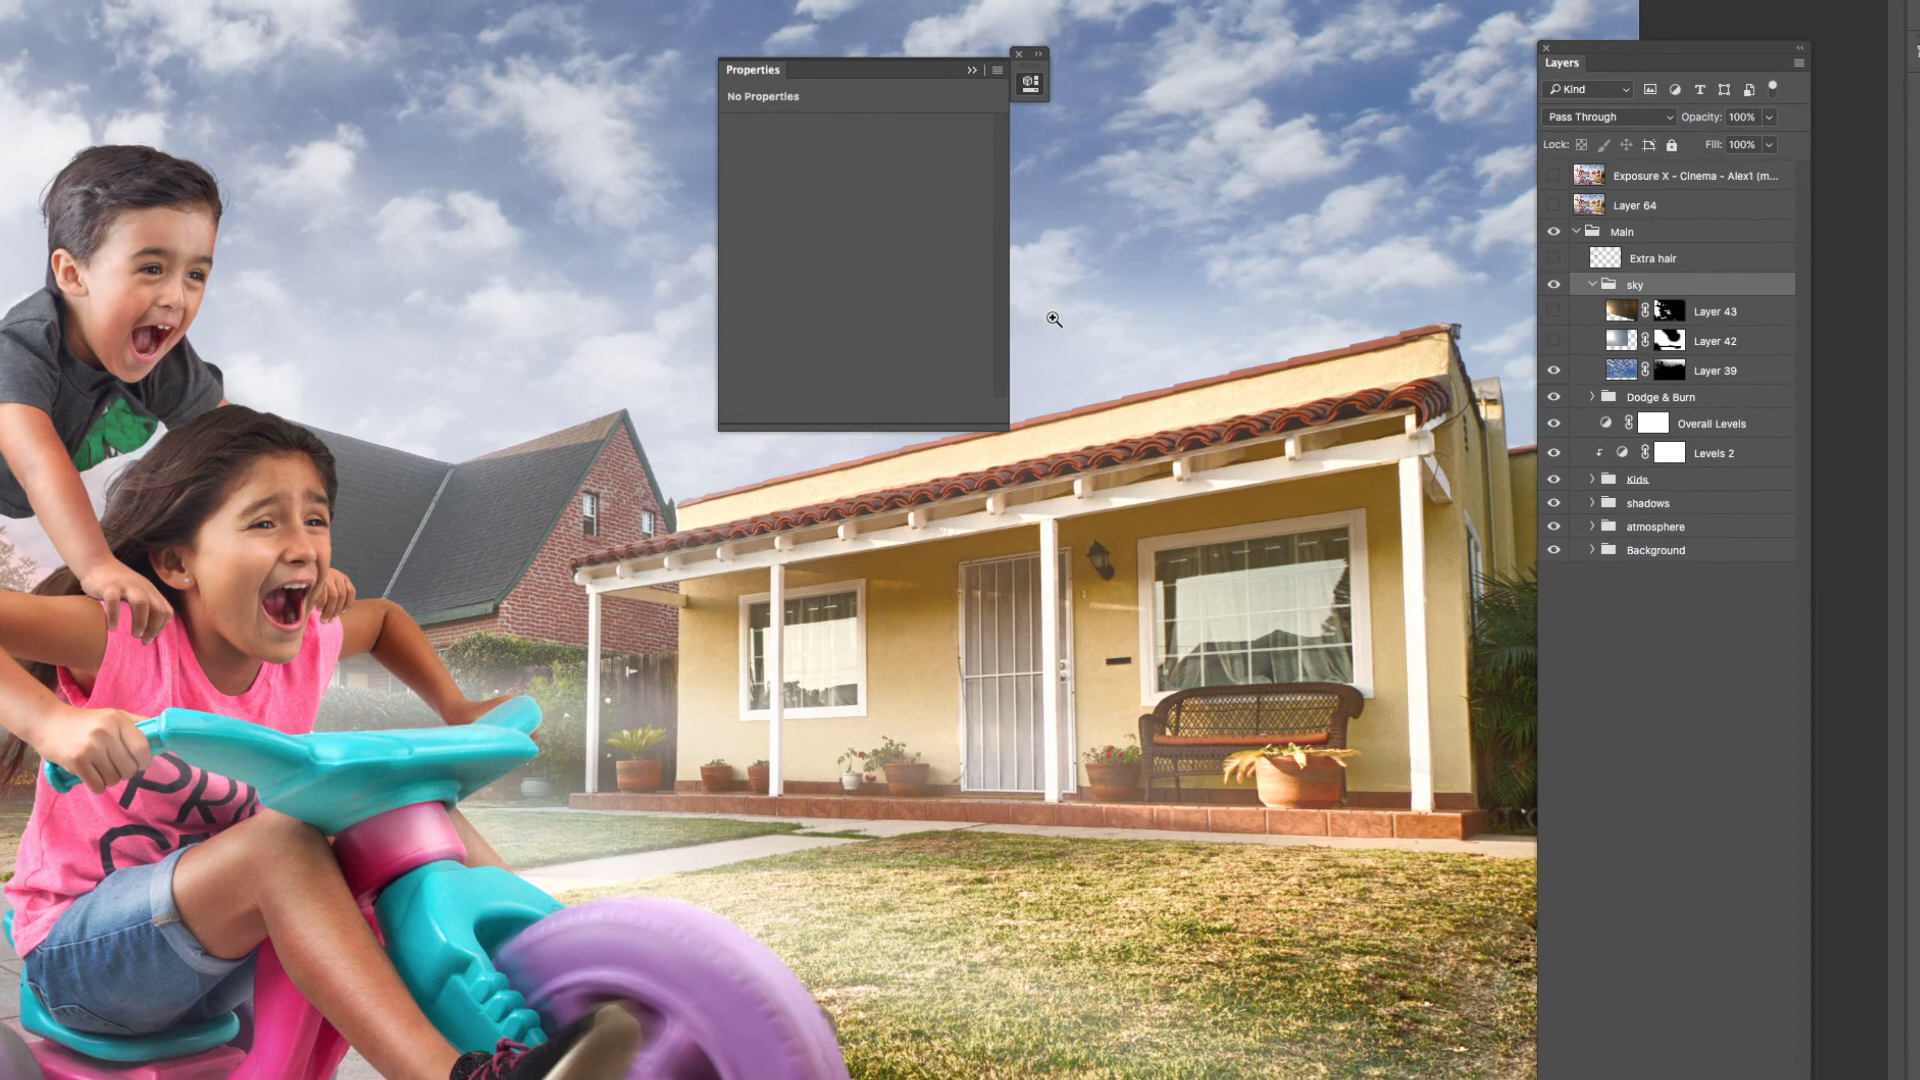 Properties
No Properties
Layers
Kind
Pass Through
Opacity: 100%
Lock:
Fill: 100%
Exposure X - Cinema - Alex1 (m...
Layer 64
Main
Extra hair
sky
Layer 43
Layer 42
Layer 39
Dodge & Burn
Overall Levels
Levels 2
Kids
shadows
atmosphere
Background